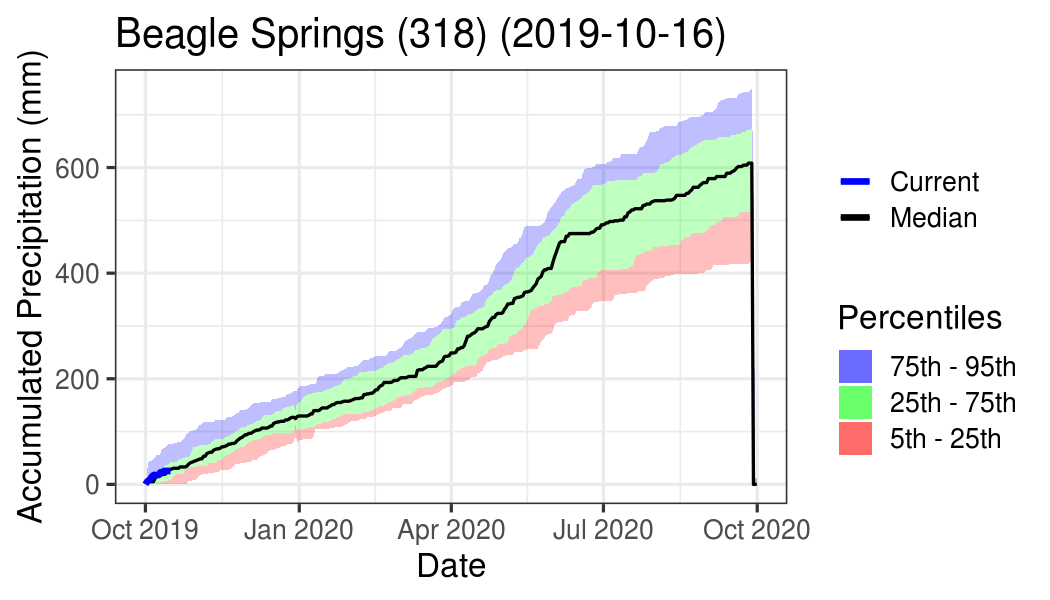 Beagle Springs (318) (2019-10-16)
Accumulated Precipitation (mm)
600
400
200
0
Oct 2019
Jan 2020
Apr 2020
Jul 2020
Oct 2020
Date
Current
Median
Percentiles
75th - 95th
25th - 75th
5th - 25th